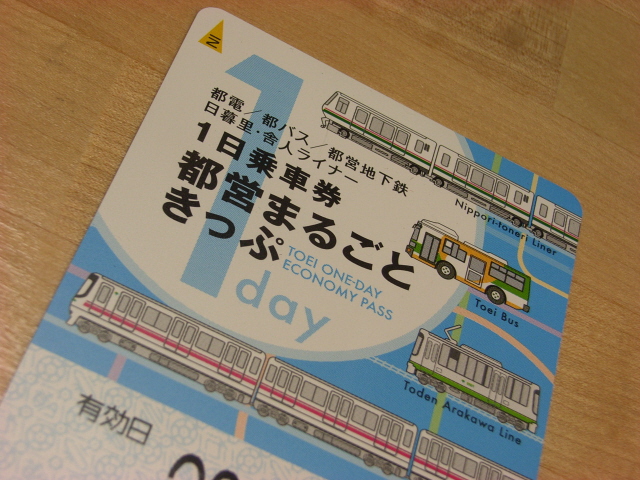 1
都電／都バス／都営地下鉄
日暮里・舎人ライナー
1日乗車券
都営まるごと
きっぷ
TOEI ONE-DAY
ECONOMY PASS
day
Nippori-toneri Liner
Toei Bus
Toden Arakawa Line
有効日